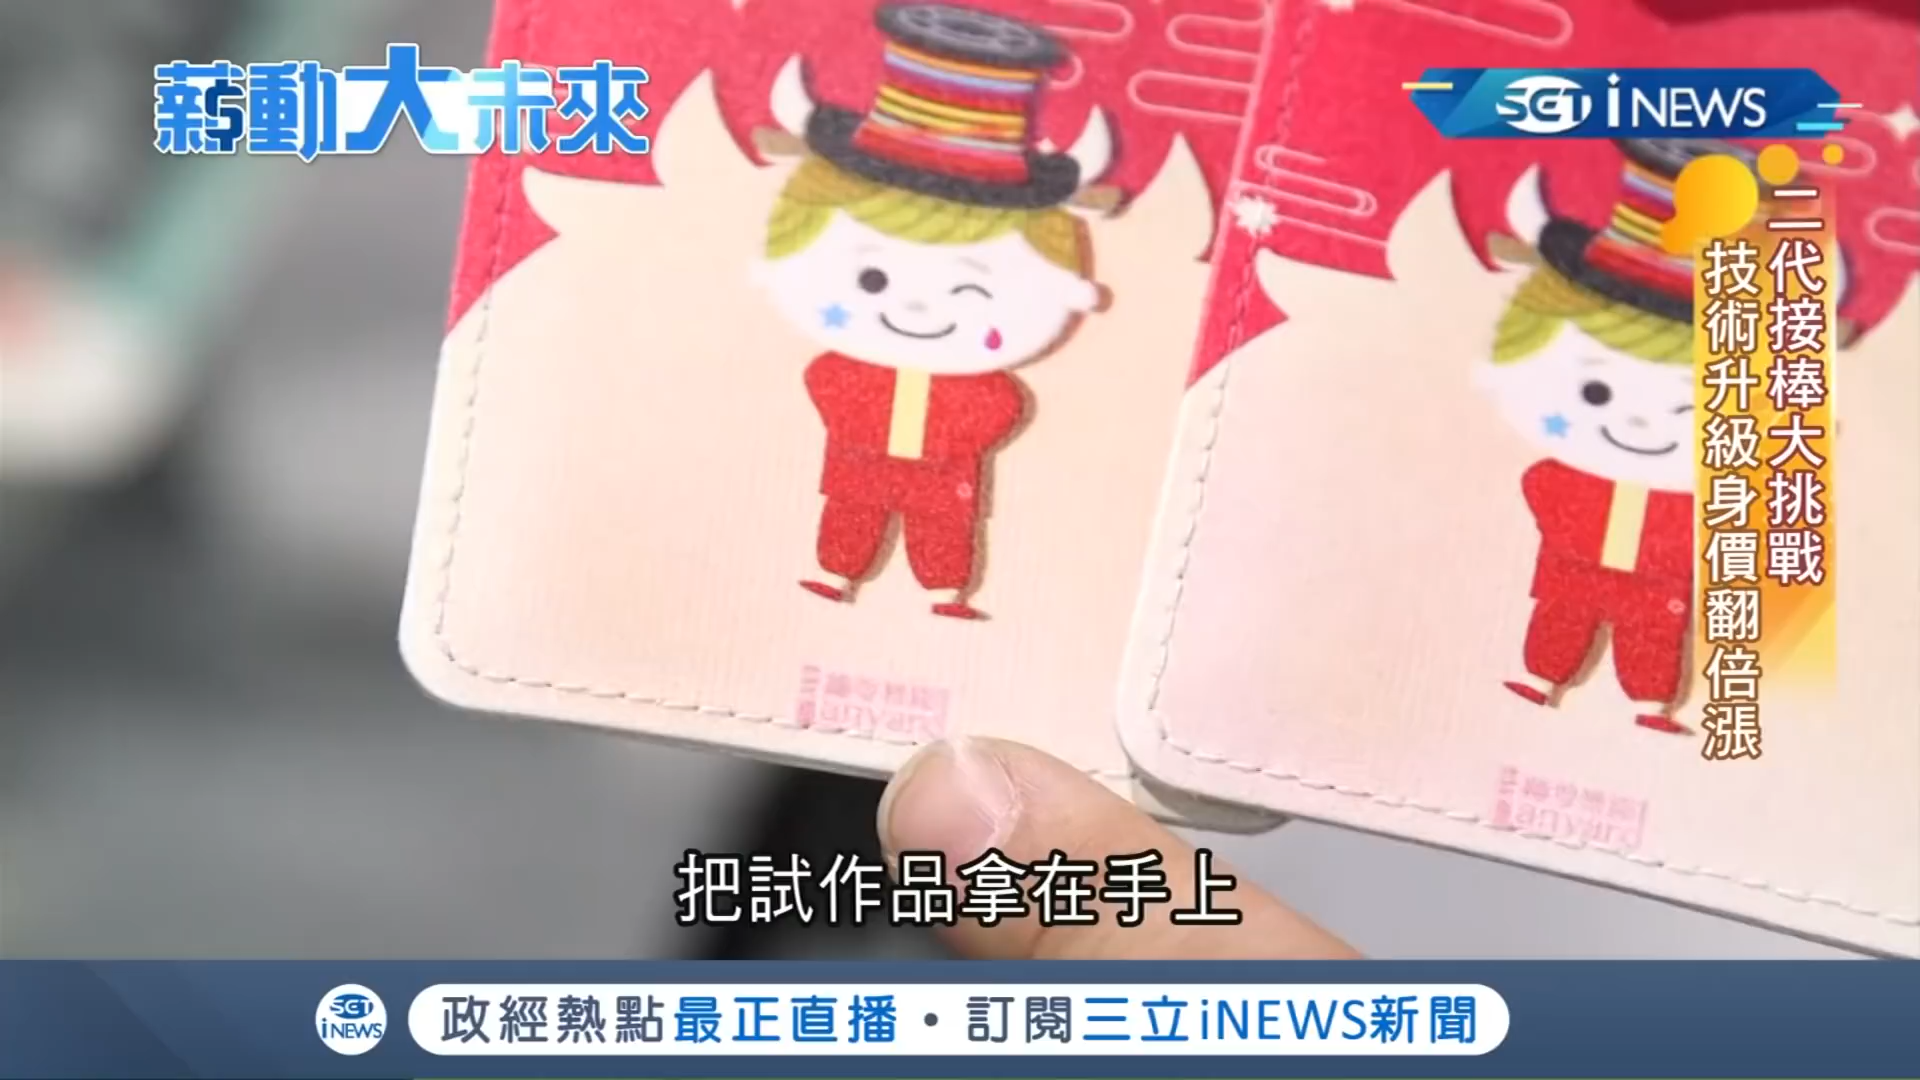 薪動大未來
SET iNEWS
二代接棒大挑戰
技術升級身價翻倍漲
把試作品拿在手上
SET iNEWS
政經熱點最正直播・訂閱三立iNEWS新聞